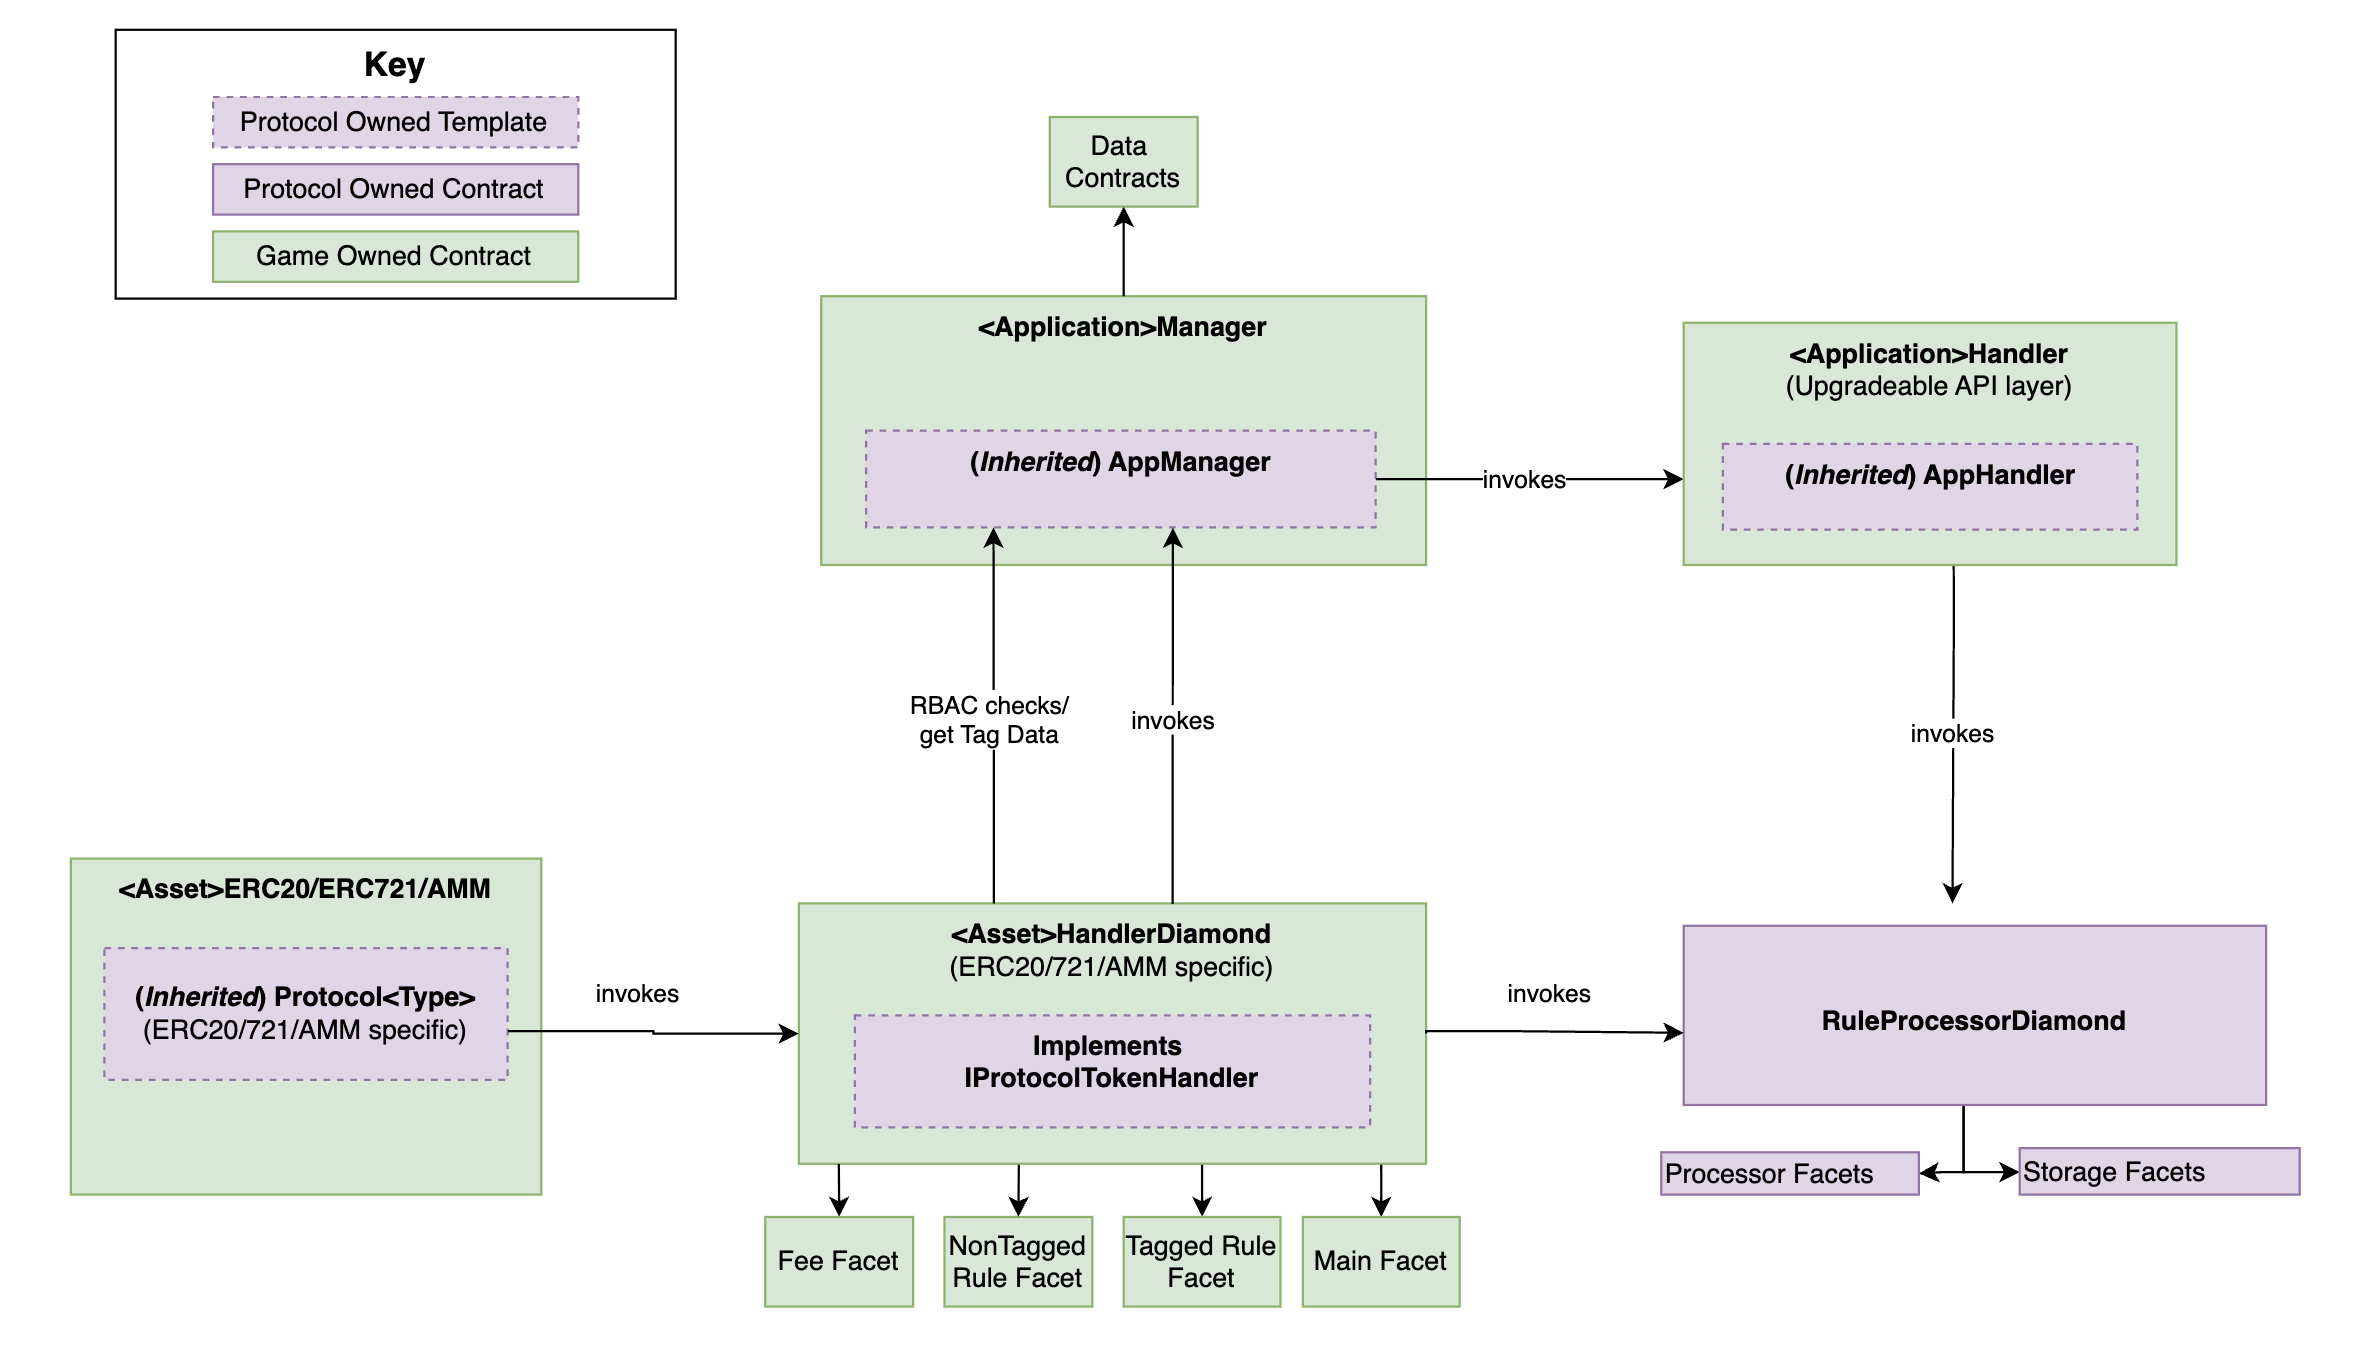 Key
Protocol Owned Template
Protocol Owned Contract
Game Owned Contract
Data
Contracts
<Application>Manager
(Inherited) AppManager
invokes
<Application>Handler
(Upgradeable API layer)
(Inherited) AppHandler
RBAC checks/
get Tag Data
invokes
invokes
<Asset>ERC20/ERC721/AMM
(Inherited) Protocol<Type>
(ERC20/721/AMM specific)
invokes
<Asset>HandlerDiamond
(ERC20/721/AMM specific)
Implements
IProtocolTokenHandler
invokes
RuleProcessorDiamond
Processor Facets
Storage Facets
Fee Facet
NonTagged
Rule Facet
Tagged Rule
Facet
Main Facet